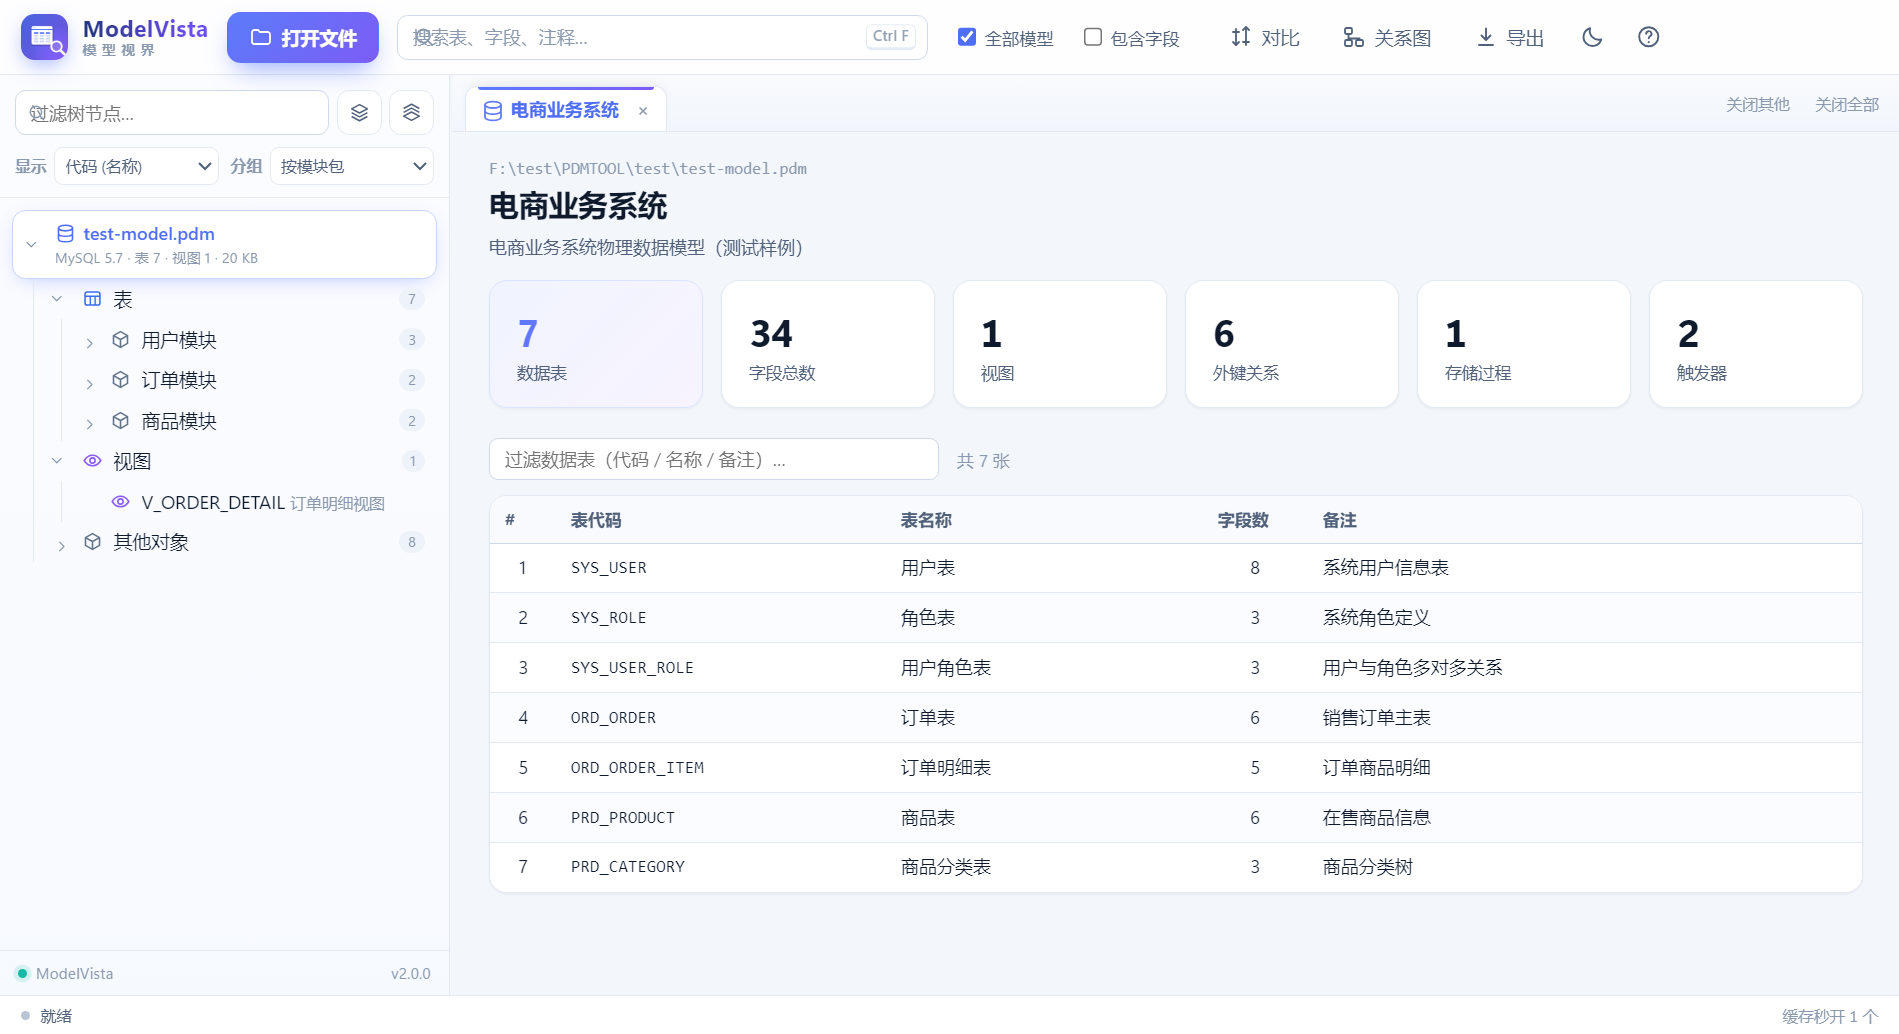 ModelVista
模型视界
打开文件
搜索表、字段、注释...
Ctrl F
全部模型
包含字段
对比
关系图
导出
过滤树节点...
显示
代码 (名称)
分组
按模块包
test-model.pdm
MySQL 5.7 · 表 7 · 视图 1 · 20 KB
表
7
用户模块
3
订单模块
2
商品模块
2
视图
1
V_ORDER_DETAIL 订单明细视图
其他对象
8
ModelVista
v2.0.0
电商业务系统 ×
关闭其他
关闭全部
F:\test\PDMTOOL\test\test-model.pdm
电商业务系统
电商业务系统物理数据模型（测试样例）
7
数据表
34
字段总数
1
视图
6
外键关系
1
存储过程
2
触发器
过滤数据表（代码 / 名称 / 备注）...
共 7 张
# 表代码 表名称 字段数 备注
1 SYS_USER 用户表 8 系统用户信息表
2 SYS_ROLE 角色表 3 系统角色定义
3 SYS_USER_ROLE 用户角色表 3 用户与角色多对多关系
4 ORD_ORDER 订单表 6 销售订单主表
5 ORD_ORDER_ITEM 订单明细表 5 订单商品明细
6 PRD_PRODUCT 商品表 6 在售商品信息
7 PRD_CATEGORY 商品分类表 3 商品分类树
就绪
缓存秒开 1 个